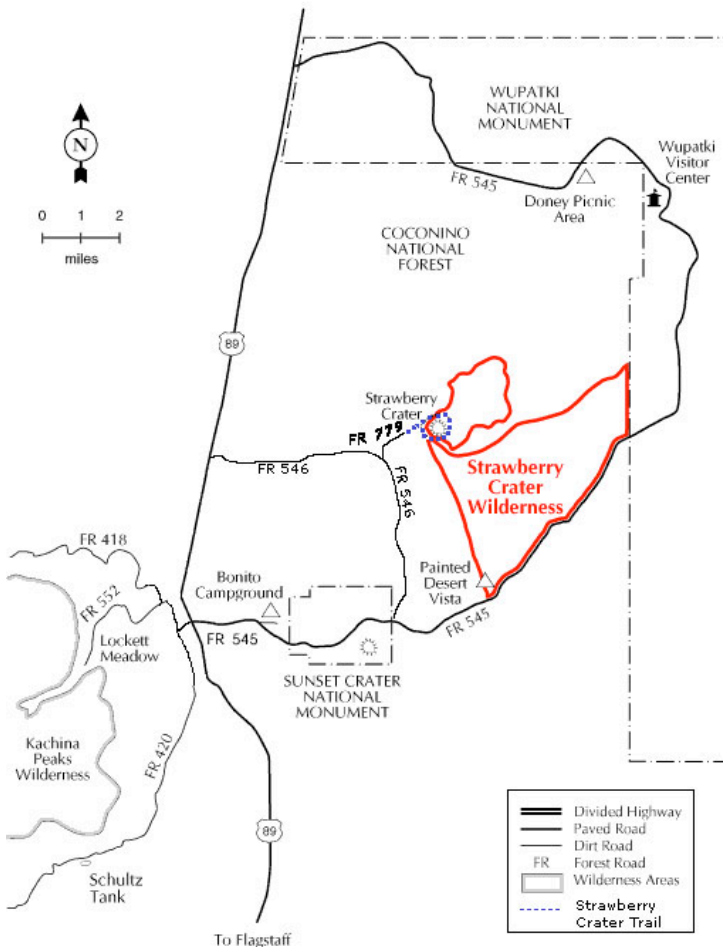 WUPATKI
NATIONAL
MONUMENT
N
Wupatki
Visitor
Center
FR 545
Doney Picnic
Area
0 1 2
miles
COCONINO
NATIONAL
FOREST
89
Strawberry
Crater
FR 779
FR 546
FR 546
Strawberry
Crater
Wilderness
FR 418
Painted
Desert
Vista
Bonito
Campground
FR 552
FR 545
Lockett
Meadow
FR 545
SUNSET CRATER
NATIONAL
MONUMENT
Kachina
Peaks
Wilderness
FR 420
89
Schultz
Tank
To Flagstaff
Divided Highway
Paved Road
Dirt Road
FR Forest Road
Wilderness Areas
Strawberry
Crater Trail